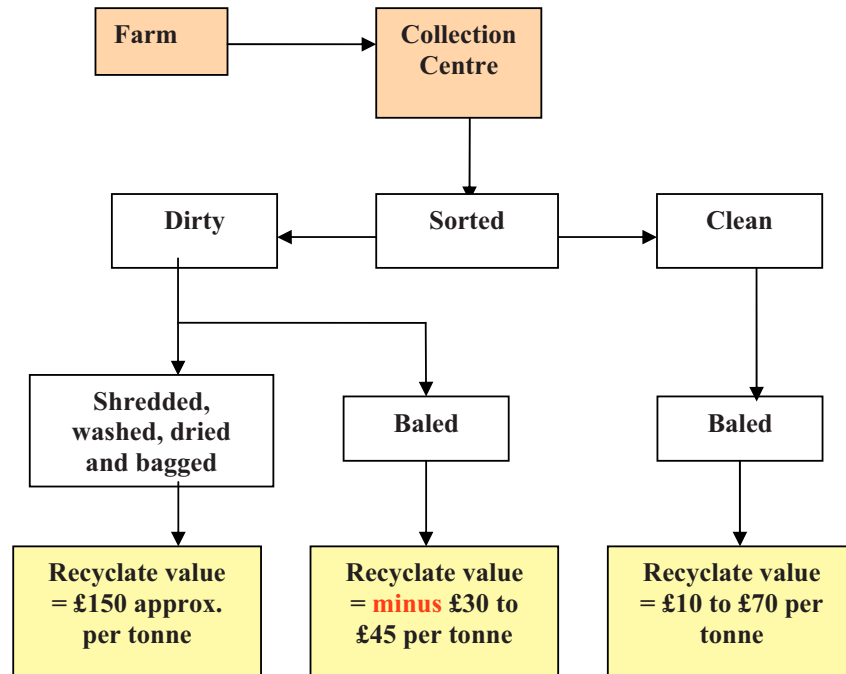 Farm
Collection
Centre
Dirty
Sorted
Clean
Shredded,
washed, dried
and bagged
Baled
Baled
Recyclate value
= £150 approx.
per tonne
Recyclate value
= minus £30 to
£45 per tonne
Recyclate value
= £10 to £70 per
tonne